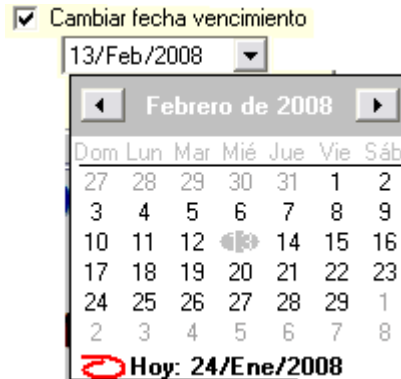 Cambiar fecha vencimiento
13/Feb/2008
Febrero de 2008
Dom Lun Mar Mié Jue Vie Sáb
27 28 29 30 31 1 2
3 4 5 6 7 8 9
10 11 12 13 14 15 16
17 18 19 20 21 22 23
24 25 26 27 28 29 1
2 3 4 5 6 7 8
Hoy: 24/Ene/2008